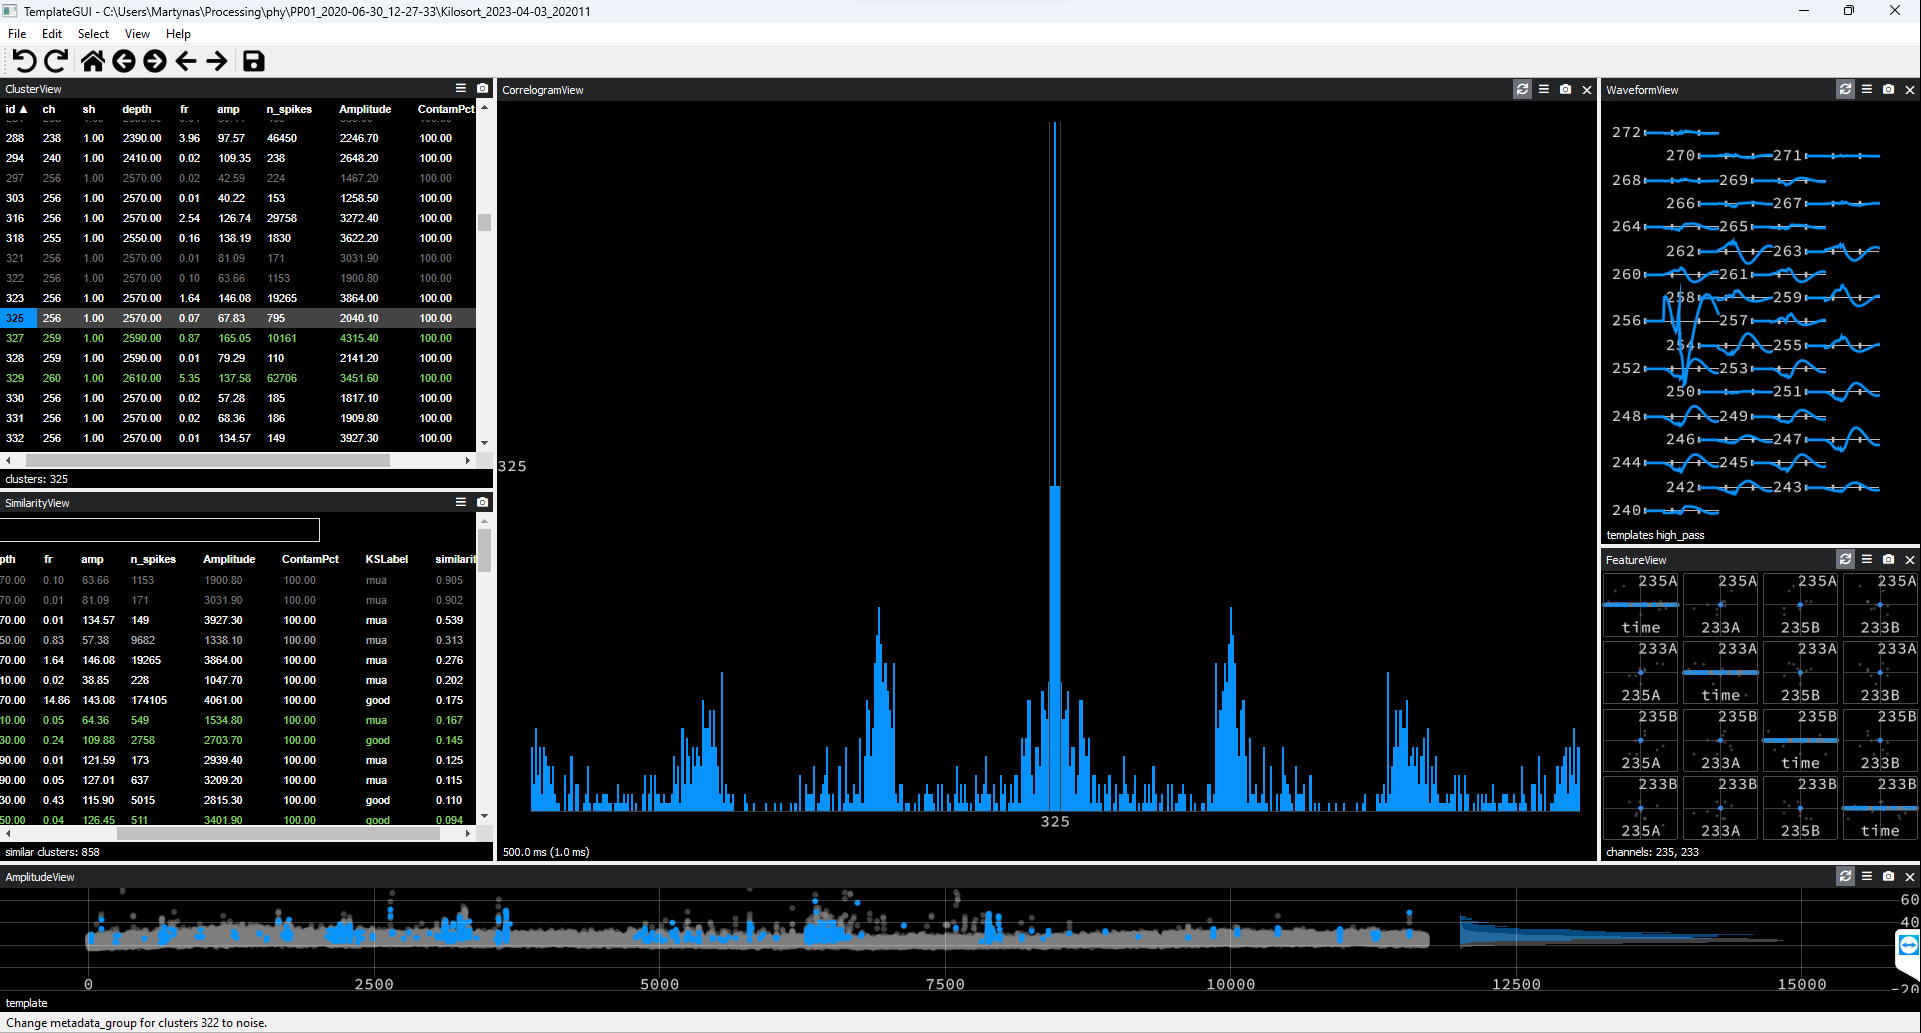 TemplateGUI - C:\Users\Martynas\Processing\phy\PP01_2020-06-30_12-27-33\Kilosort_2023-04-03_202011
File Edit Select View Help
ClusterView
id ▲ ch sh depth fr amp n_spikes Amplitude ContamPct
288 238 1.00 2390.00 3.96 97.57 46450 2246.70 100.00
294 240 1.00 2410.00 0.02 109.35 238 2648.20 100.00
297 256 1.00 2570.00 0.02 42.59 224 1467.20 100.00
303 256 1.00 2570.00 0.01 40.22 153 1258.50 100.00
316 256 1.00 2570.00 2.54 126.74 29758 3272.40 100.00
318 255 1.00 2550.00 0.16 138.19 1830 3622.20 100.00
321 256 1.00 2570.00 0.01 81.09 171 3031.90 100.00
322 256 1.00 2570.00 0.10 63.66 1153 1900.80 100.00
323 256 1.00 2570.00 1.64 146.08 19265 3864.00 100.00
325 256 1.00 2570.00 0.07 67.83 795 2040.10 100.00
327 259 1.00 2590.00 0.87 165.05 10161 4315.40 100.00
328 259 1.00 2590.00 0.01 79.29 110 2141.20 100.00
329 260 1.00 2610.00 5.35 137.58 62706 3451.60 100.00
330 256 1.00 2570.00 0.02 57.28 185 1817.10 100.00
331 256 1.00 2570.00 0.02 68.36 186 1909.80 100.00
332 256 1.00 2570.00 0.01 134.57 149 3927.30 100.00
clusters: 325
SimilarityView
pth fr amp n_spikes Amplitude ContamPct KSLabel similarit
70.00 0.10 63.66 1153 1900.80 100.00 mua 0.905
70.00 0.01 81.09 171 3031.90 100.00 mua 0.902
70.00 0.01 134.57 149 3927.30 100.00 mua 0.539
50.00 0.83 57.38 9682 1338.10 100.00 mua 0.313
70.00 1.64 146.08 19265 3864.00 100.00 mua 0.276
10.00 0.02 38.85 228 1047.70 100.00 mua 0.202
70.00 14.86 143.08 174105 4061.00 100.00 good 0.175
10.00 0.05 64.36 549 1534.80 100.00 mua 0.167
30.00 0.24 109.88 2758 2703.70 100.00 good 0.145
90.00 0.01 121.59 173 2939.40 100.00 mua 0.125
90.00 0.05 127.01 637 3209.20 100.00 mua 0.115
30.00 0.43 115.90 5015 2815.30 100.00 good 0.110
50.00 0.04 126.45 511 3401.90 100.00 good 0.094
similar clusters: 858
CorrelogramView
325
325
500.0 ms (1.0 ms)
WaveformView
272
270 271
268 269
266 267
264 265
262 263
260 261
258 259
256 257
254 255
252 253
250 251
248 249
246 247
244 245
242 243
240
templates high_pass
FeatureView
235A 235A 235A 235A
time 233A 235B 233B
233A 233A 233A 233A
235A time 235B 233B
235B 235B 235B 235B
235A 233A time 233B
233B 233B 233B 233B
235A 233A 235B time
channels: 235, 233
AmplitudeView
60
40
-20
0 2500 5000 7500 10000 12500 15000
template
Change metadata_group for clusters 322 to noise.